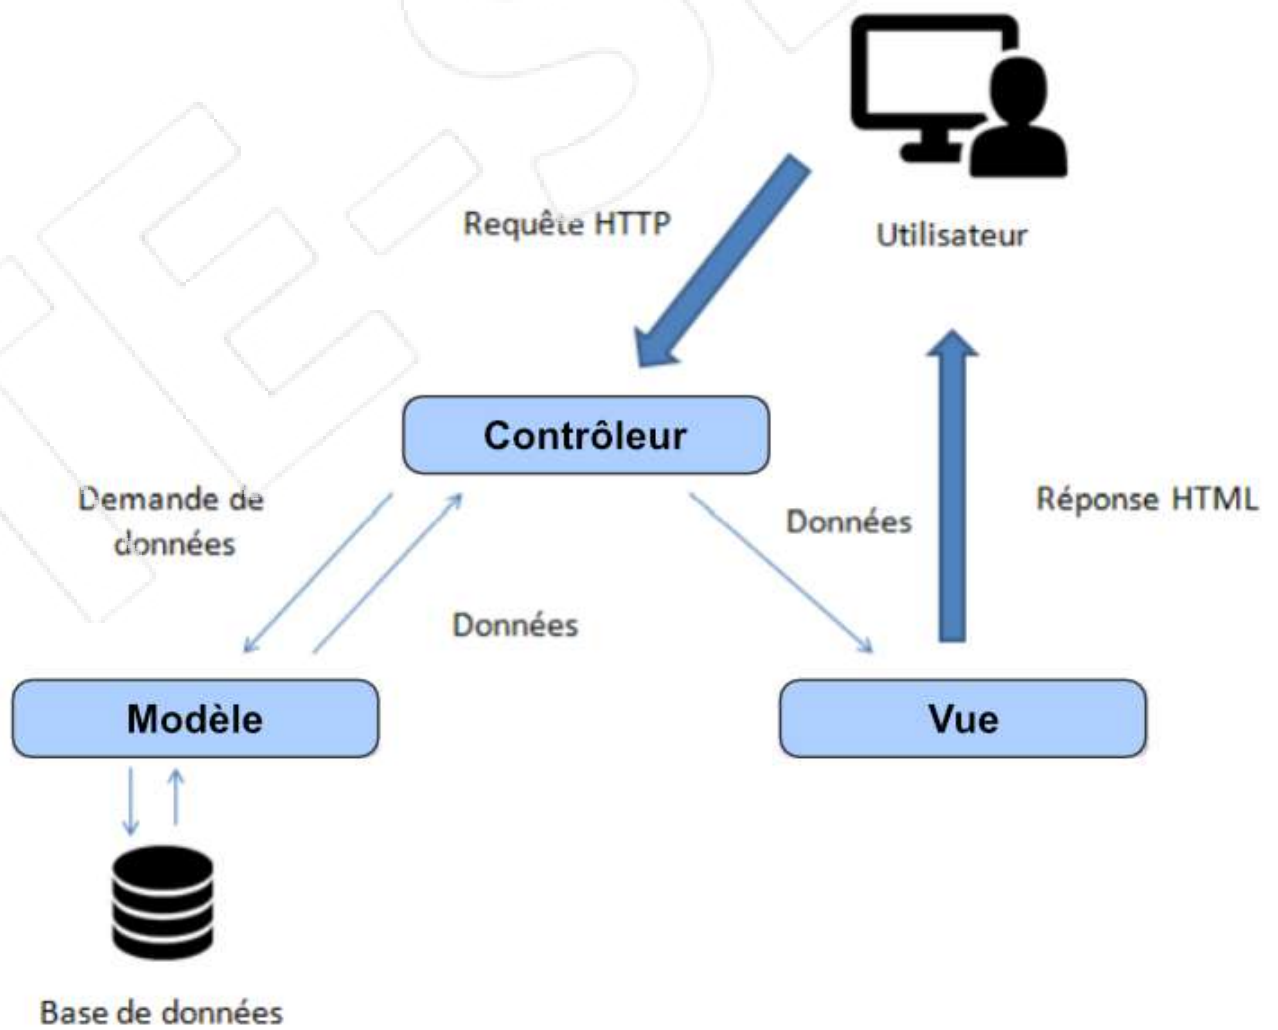 Requête HTTP
Utilisateur
Contrôleur
Demande de
données
Données
Réponse HTML
Données
Modèle
Vue
Base de données